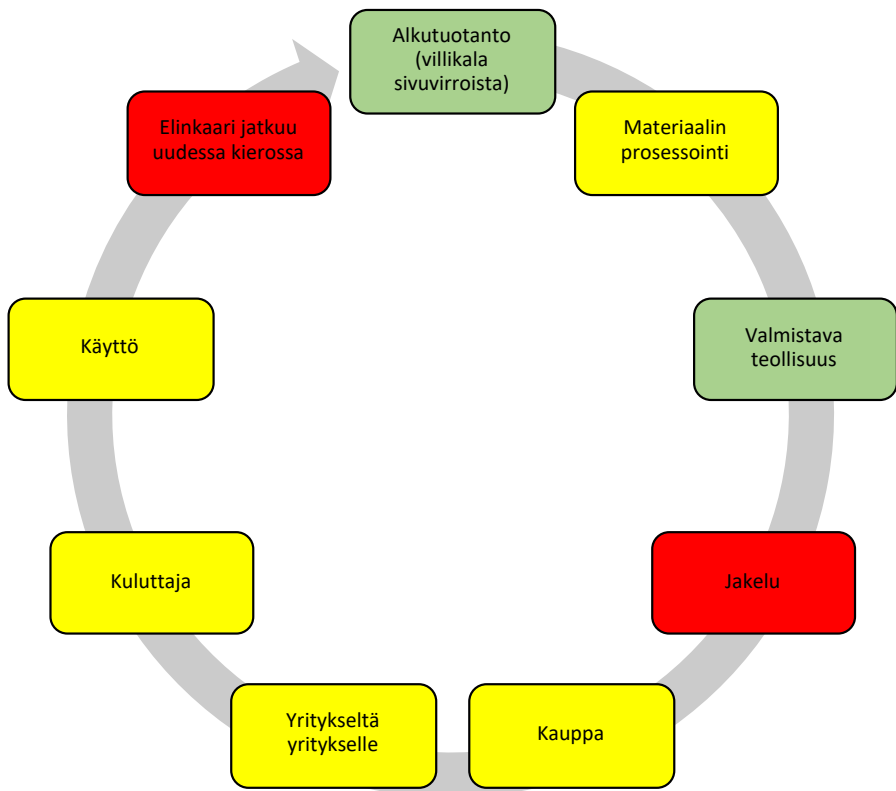 Alkutuotanto
(villikala
sivuvirroista)
Materiaalin
prosessointi
Valmistava
teollisuus
Jakelu
Kauppa
Yritykseltä
yritykselle
Kuluttaja
Käyttö
Elinkaari jatkuu
uudessa kierossa